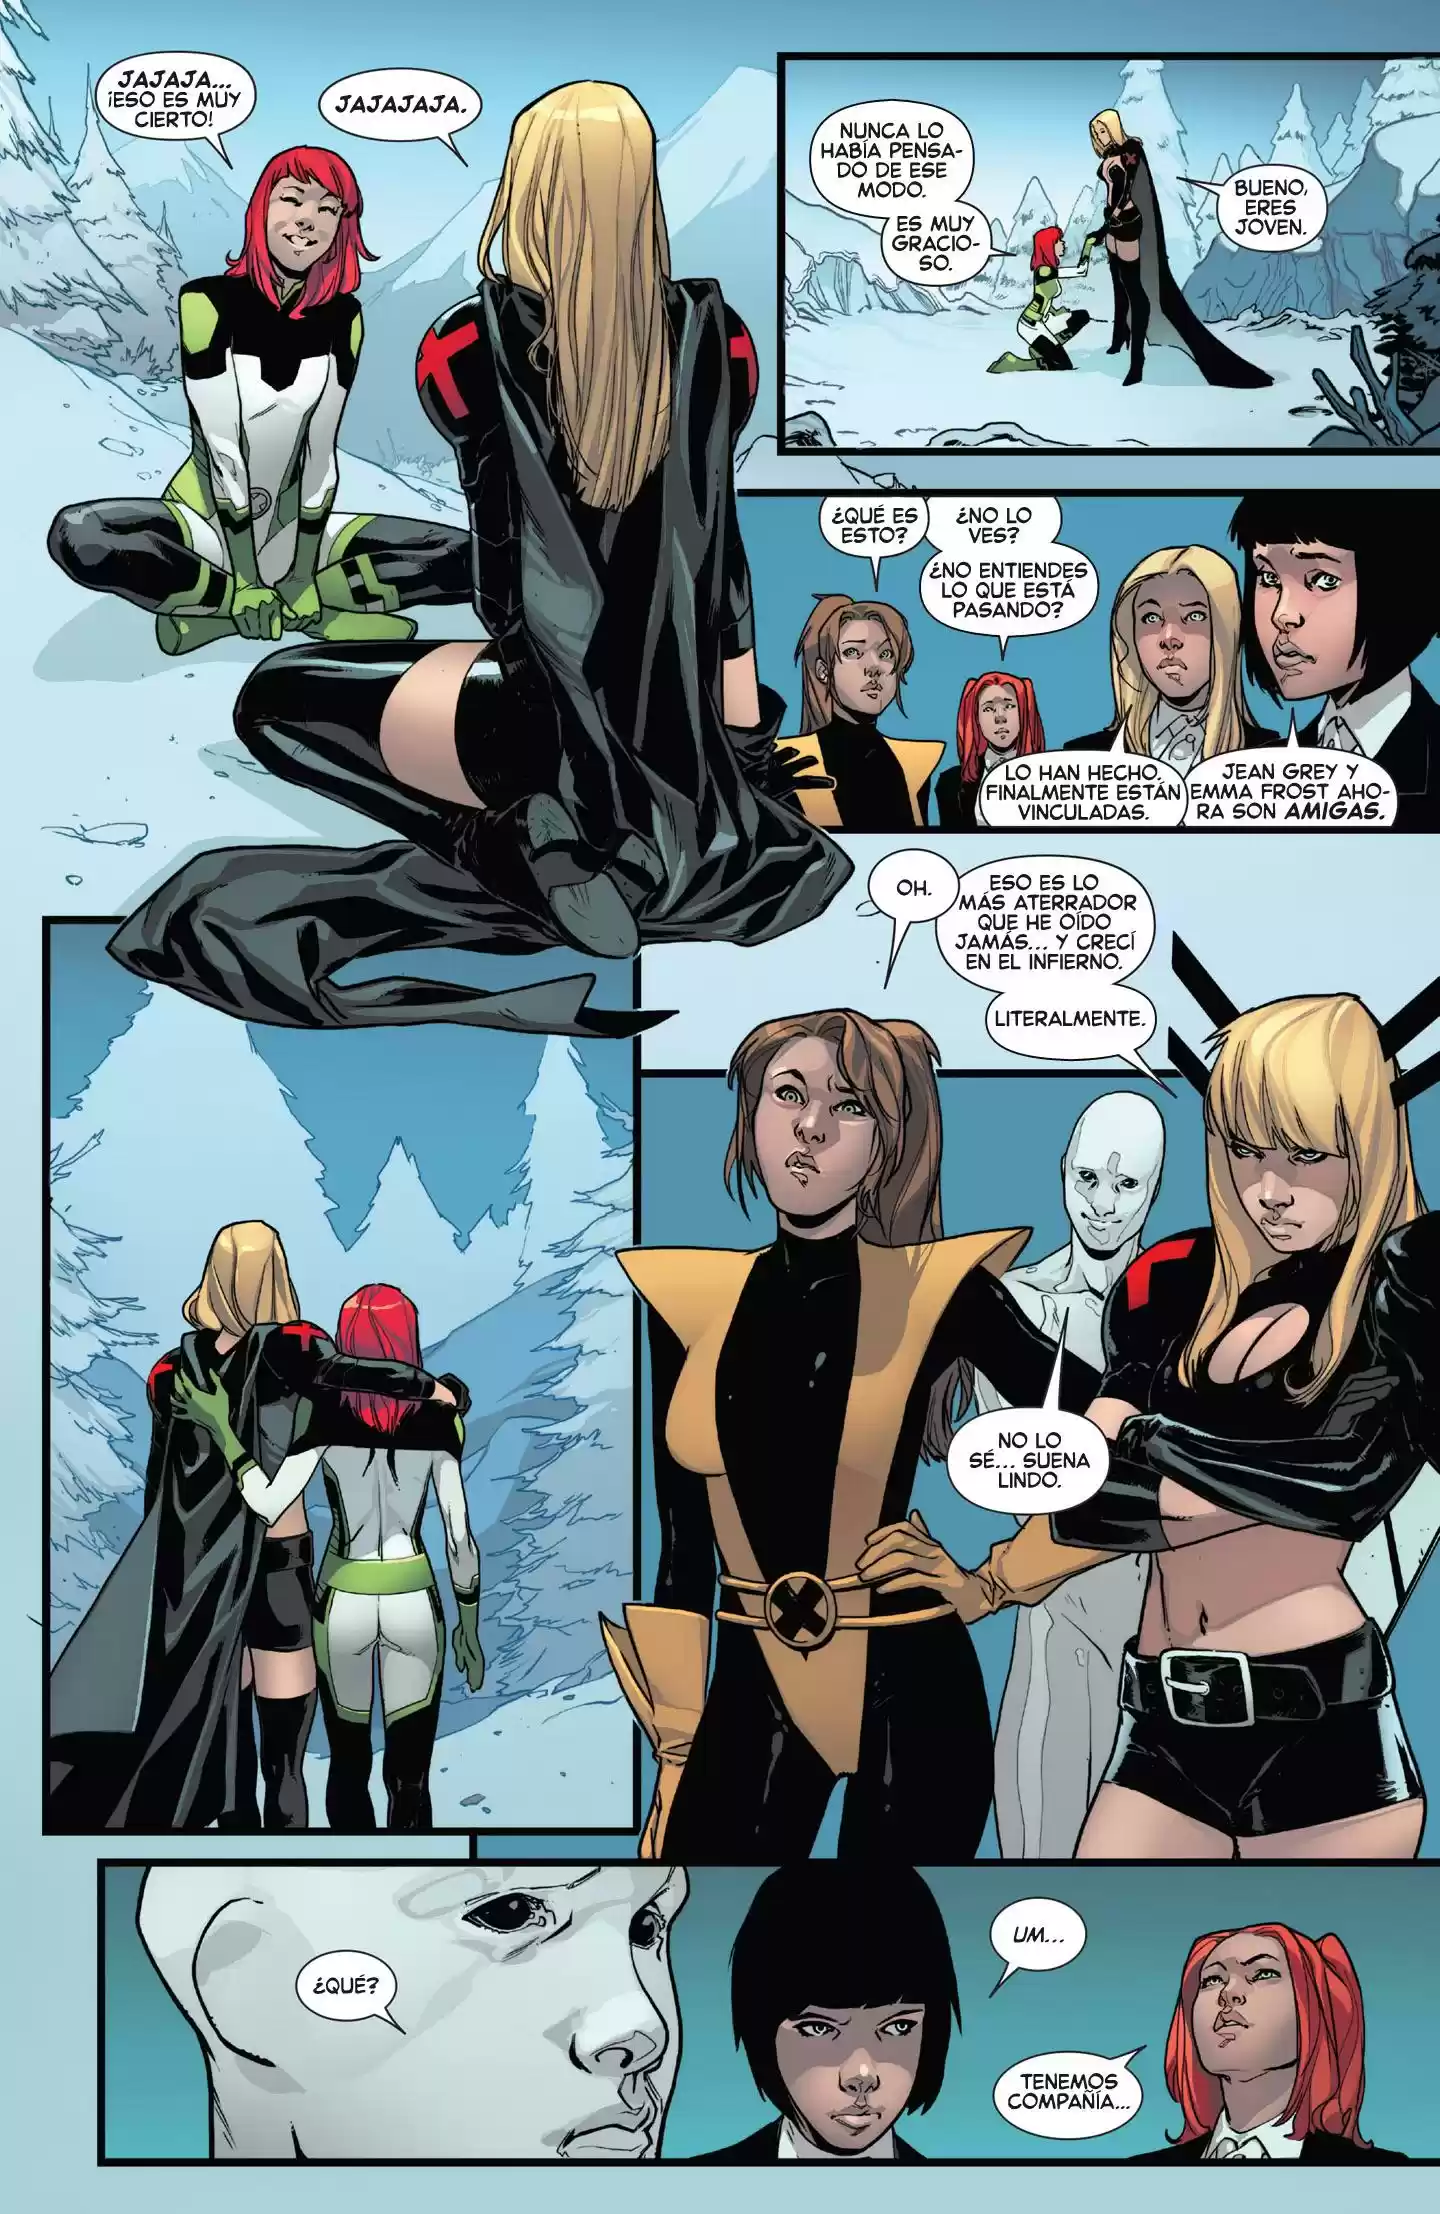 JAJAJA...
¡ESO ES MUY
CIERTO!
JAJAJAJA.
NUNCA LO
HABÍA PENSA-
DO DE ESE
MODO.
ES MUY
GRACIO-
SO.
BUENO,
ERES
JOVEN.
¿QUÉ ES
ESTO?
¿NO LO
VES?
¿NO ENTIENDES
LO QUE ESTÁ
PASANDO?
LO HAN HECHO.
FINALMENTE ESTÁN
VINCULADAS.
JEAN GREY Y
EMMA FROST AHO-
RA SON AMIGAS.
OH.
ESO ES LO
MÁS ATERRADOR
QUE HE OÍDO
JAMÁS... Y CRECÍ
EN EL INFIERNO.
LITERALMENTE.
NO LO
SÉ... SUENA
LINDO.
¿QUÉ?
UM...
TENEMOS
COMPAÑÍA...